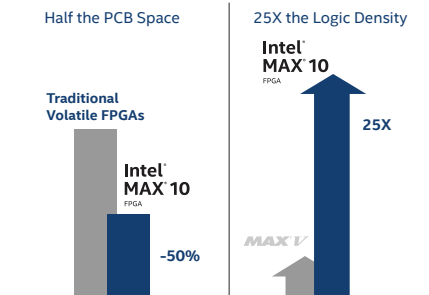 Half the PCB Space
Traditional
Volatile FPGAs
Intel®
MAX® 10
FPGA
-50%
25X the Logic Density
Intel®
MAX® 10
FPGA
25X
MAX V